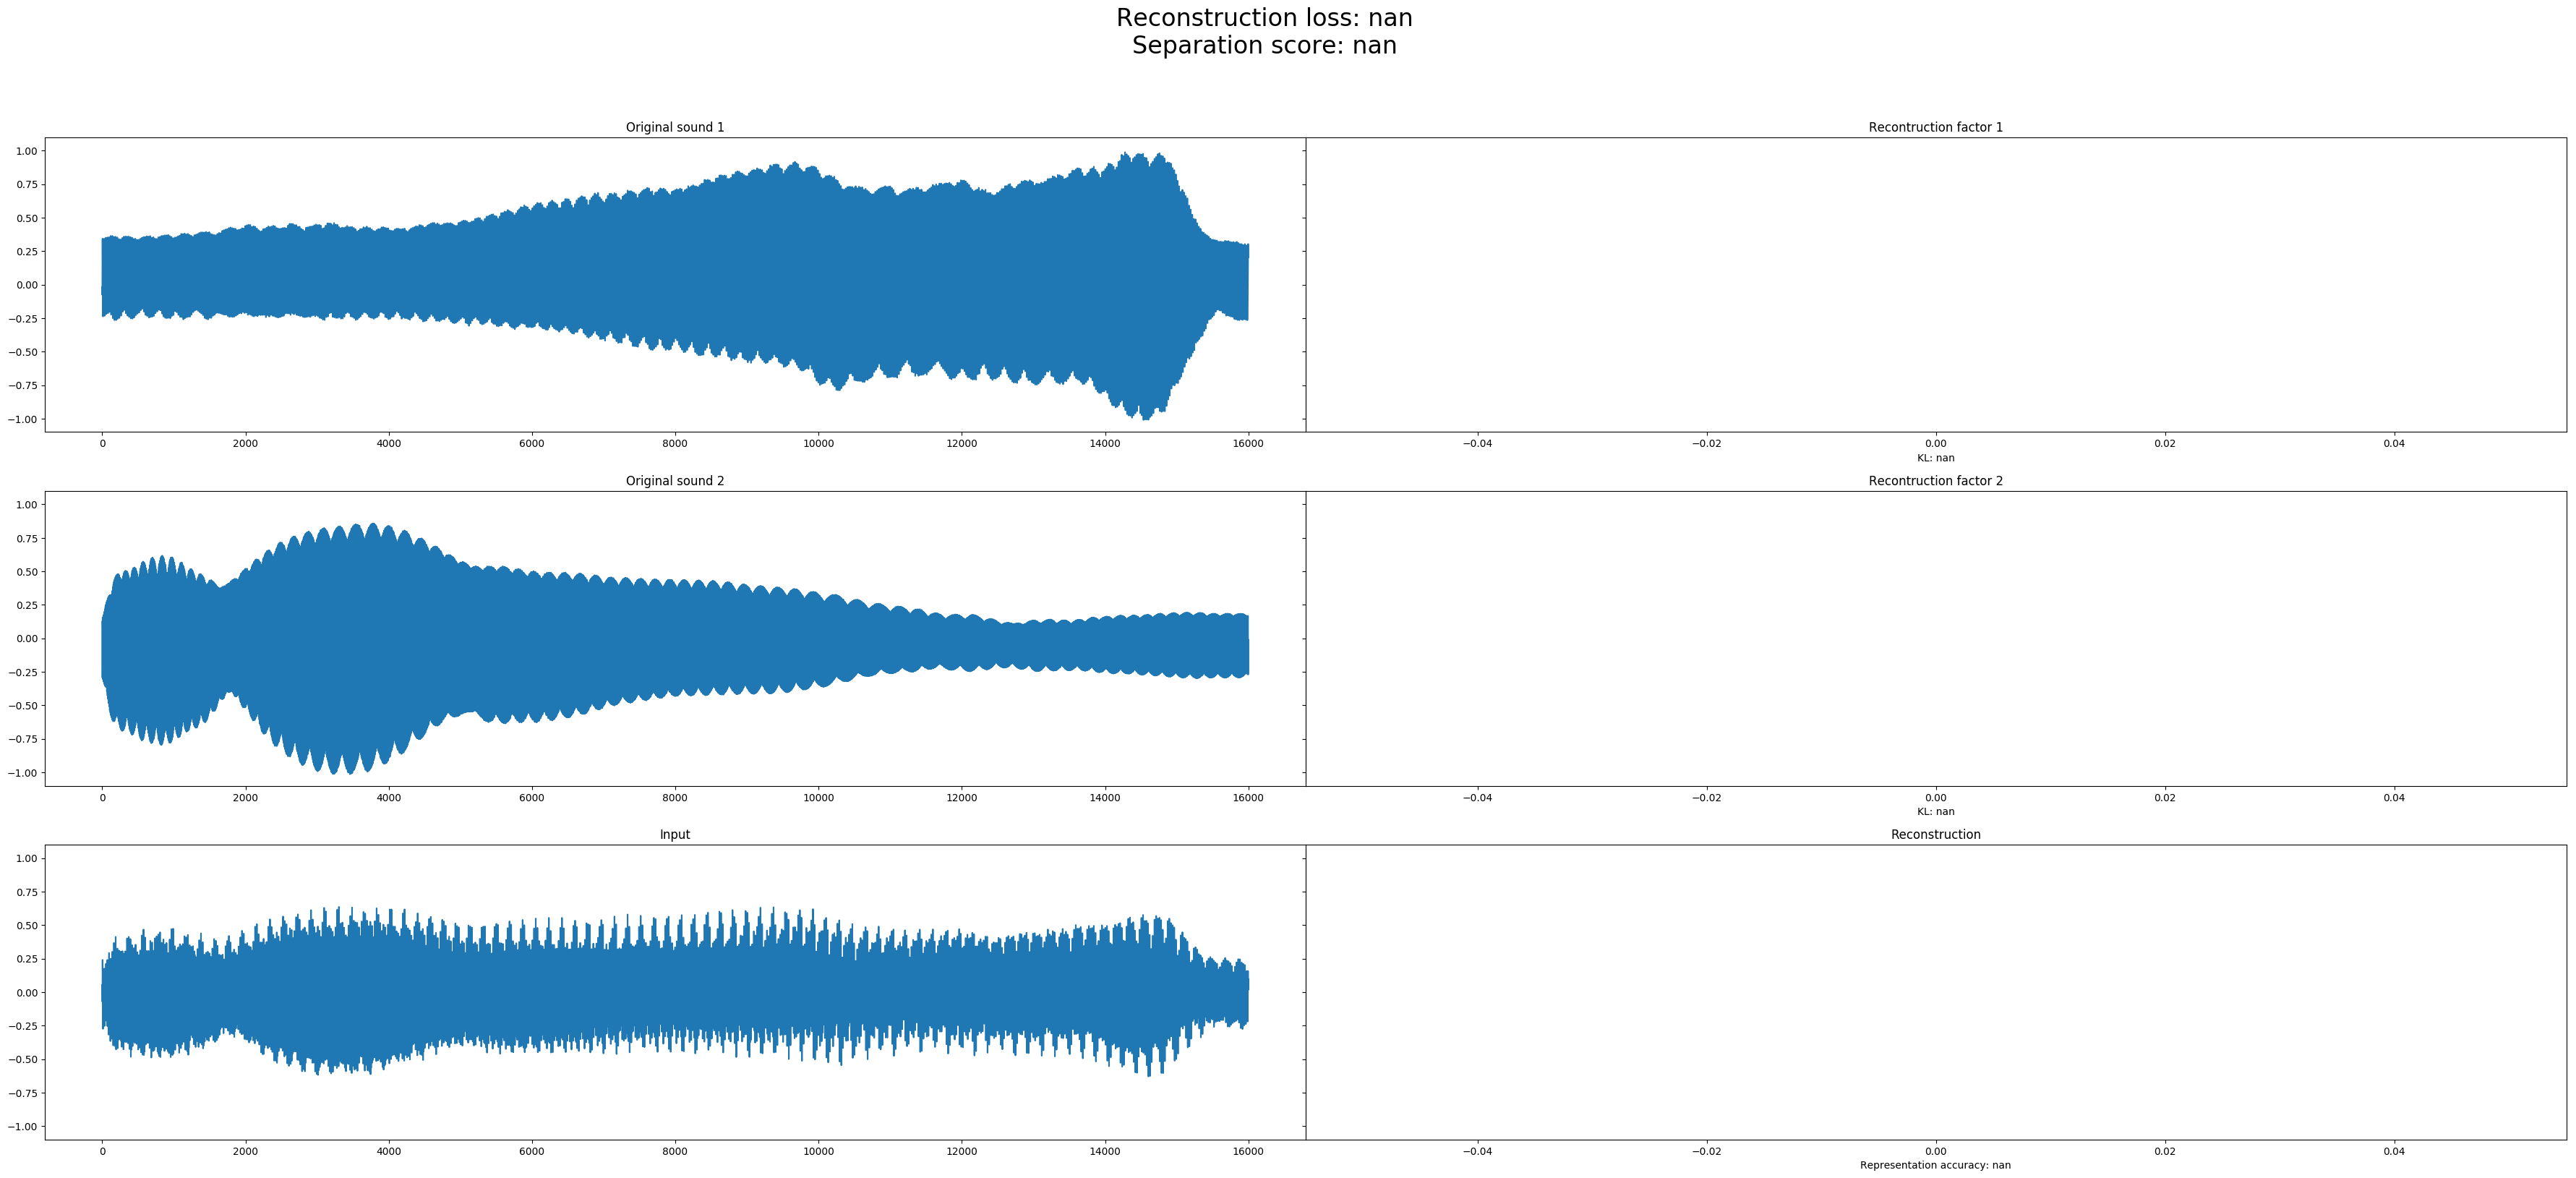 Reconstruction loss: nan
Separation score: nan
Original sound 1
Recontruction factor 1
1.00
0.75
0.50
0.25
0.00
−0.25
−0.50
−0.75
−1.00
0 2000 4000 6000 8000 10000 12000 14000 16000
−0.04 −0.02 0.00 0.02 0.04
KL: nan
Original sound 2
Recontruction factor 2
1.00
0.75
0.50
0.25
0.00
−0.25
−0.50
−0.75
−1.00
0 2000 4000 6000 8000 10000 12000 14000 16000
−0.04 −0.02 0.00 0.02 0.04
KL: nan
Input
Reconstruction
1.00
0.75
0.50
0.25
0.00
−0.25
−0.50
−0.75
−1.00
0 2000 4000 6000 8000 10000 12000 14000 16000
−0.04 −0.02 0.00 0.02 0.04
Representation accuracy: nan